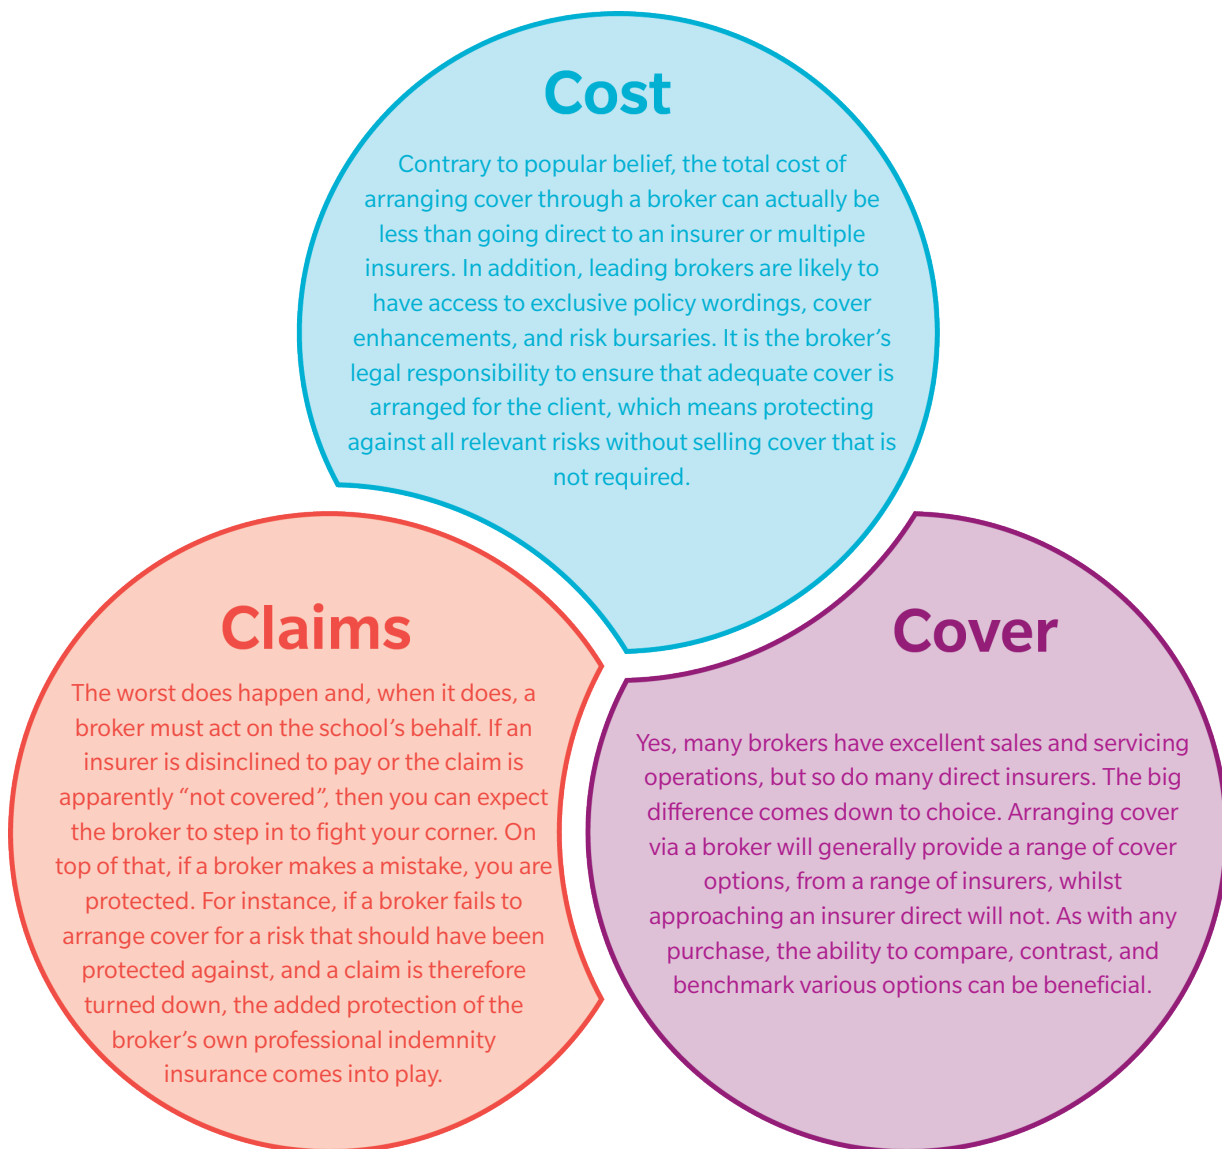 Cost
Contrary to popular belief, the total cost of
arranging cover through a broker can actually be
less than going direct to an insurer or multiple
insurers. In addition, leading brokers are likely to
have access to exclusive policy wordings, cover
enhancements, and risk bursaries. It is the broker’s
legal responsibility to ensure that adequate cover is
arranged for the client, which means protecting
against all relevant risks without selling cover that is
not required.
Claims
The worst does happen and, when it does, a
broker must act on the school’s behalf. If an
insurer is disinclined to pay or the claim is
apparently “not covered”, then you can expect
the broker to step in to fight your corner. On
top of that, if a broker makes a mistake, you are
protected. For instance, if a broker fails to
arrange cover for a risk that should have been
protected against, and a claim is therefore
turned down, the added protection of the
broker’s own professional indemnity
insurance comes into play.
Cover
Yes, many brokers have excellent sales and servicing
operations, but so do many direct insurers. The big
difference comes down to choice. Arranging cover
via a broker will generally provide a range of cover
options, from a range of insurers, whilst
approaching an insurer direct will not. As with any
purchase, the ability to compare, contrast, and
benchmark various options can be beneficial.